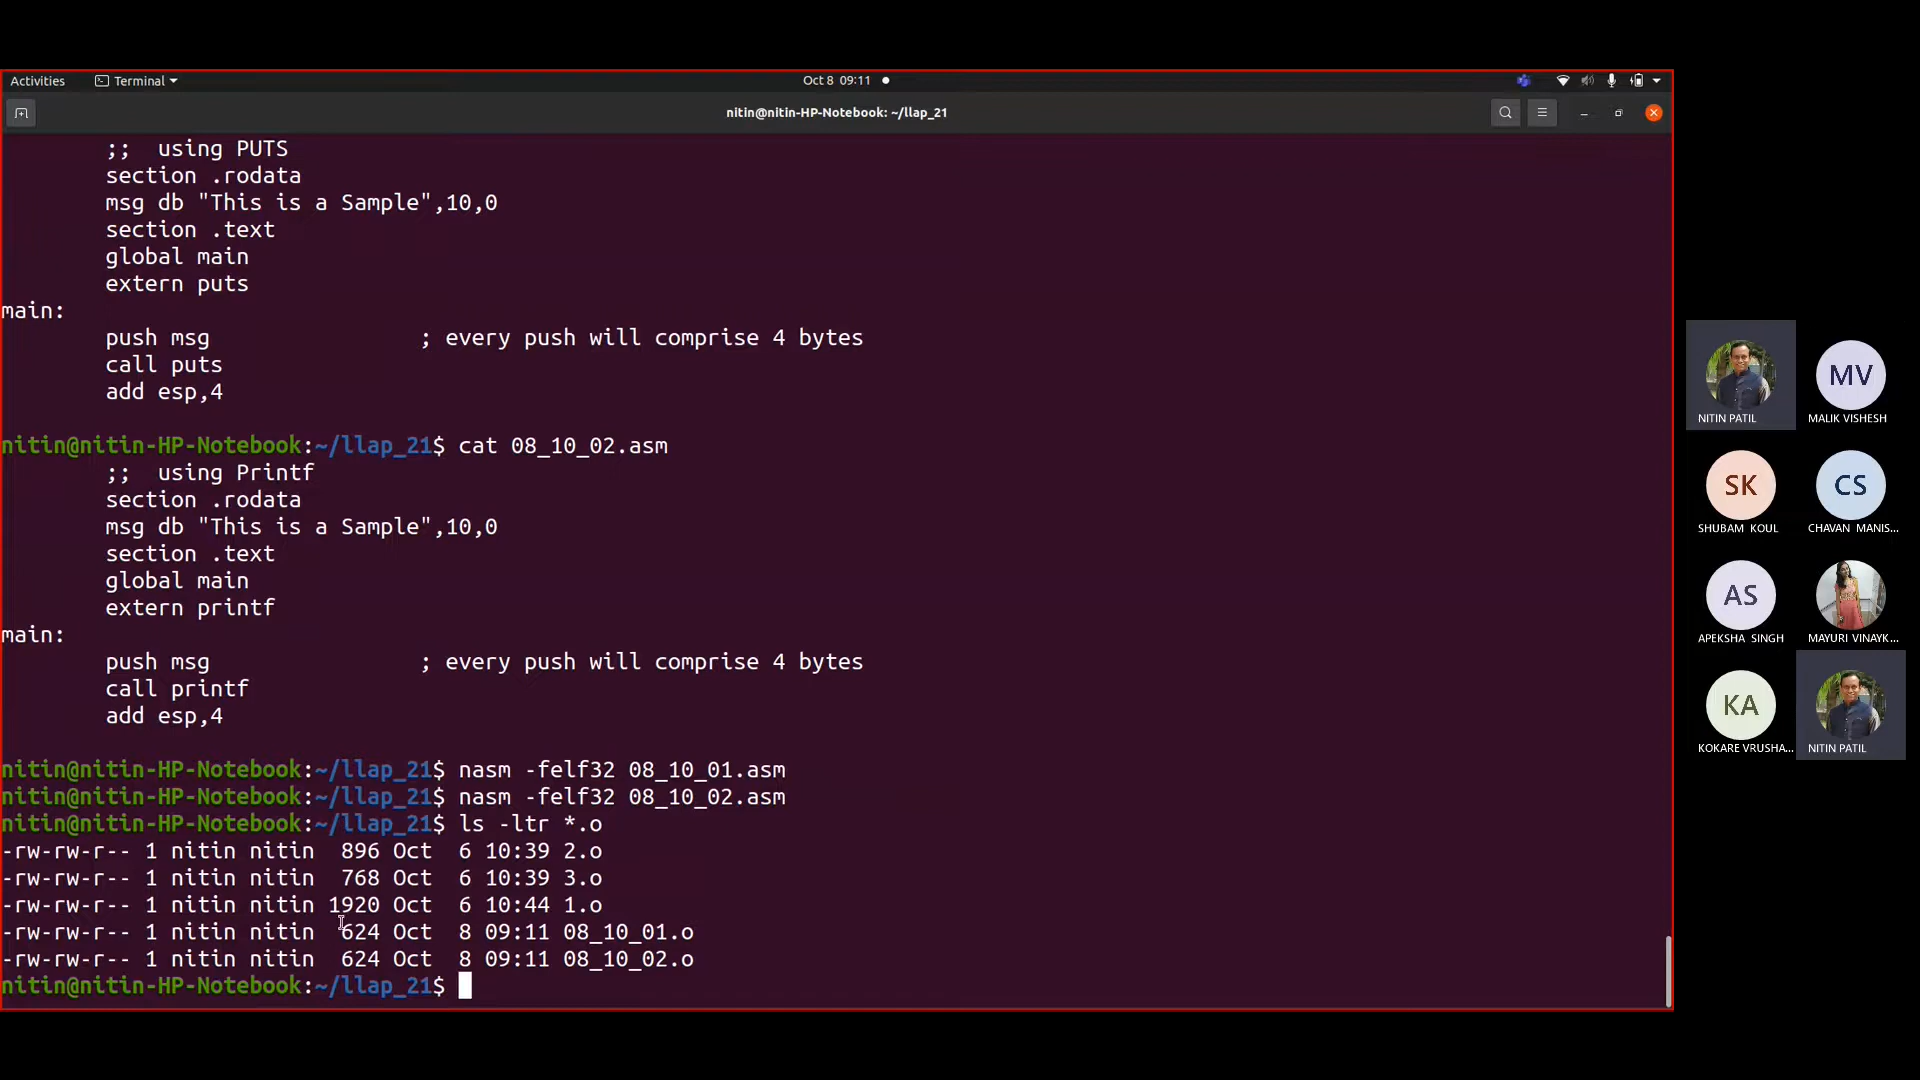 Activities Terminal Oct 8 09:11
nitin@nitin-HP-Notebook: ~/llap_21
;; using PUTS
section .rodata
msg db "This is a Sample",10,0
section .text
global main
extern puts
main:
push msg ; every push will comprise 4 bytes
call puts
add esp,4
nitin@nitin-HP-Notebook:~/llap_21$ cat 08_10_02.asm
;; using Printf
section .rodata
msg db "This is a Sample",10,0
section .text
global main
extern printf
main:
push msg ; every push will comprise 4 bytes
call printf
add esp,4
nitin@nitin-HP-Notebook:~/llap_21$ nasm -felf32 08_10_01.asm
nitin@nitin-HP-Notebook:~/llap_21$ nasm -felf32 08_10_02.asm
nitin@nitin-HP-Notebook:~/llap_21$ ls -ltr *.o
-rw-rw-r-- 1 nitin nitin 896 Oct 6 10:39 2.o
-rw-rw-r-- 1 nitin nitin 768 Oct 6 10:39 3.o
-rw-rw-r-- 1 nitin nitin 1920 Oct 6 10:44 1.o
-rw-rw-r-- 1 nitin nitin 624 Oct 8 09:11 08_10_01.o
-rw-rw-r-- 1 nitin nitin 624 Oct 8 09:11 08_10_02.o
nitin@nitin-HP-Notebook:~/llap_21$
MV
NITIN PATIL
MALIK VISHESH
SK
CS
SHUBAM KOUL
CHAVAN MANIS...
AS
APEKSHA SINGH
MAYURI VINAYK...
KA
KOKARE VRUSHA...
NITIN PATIL